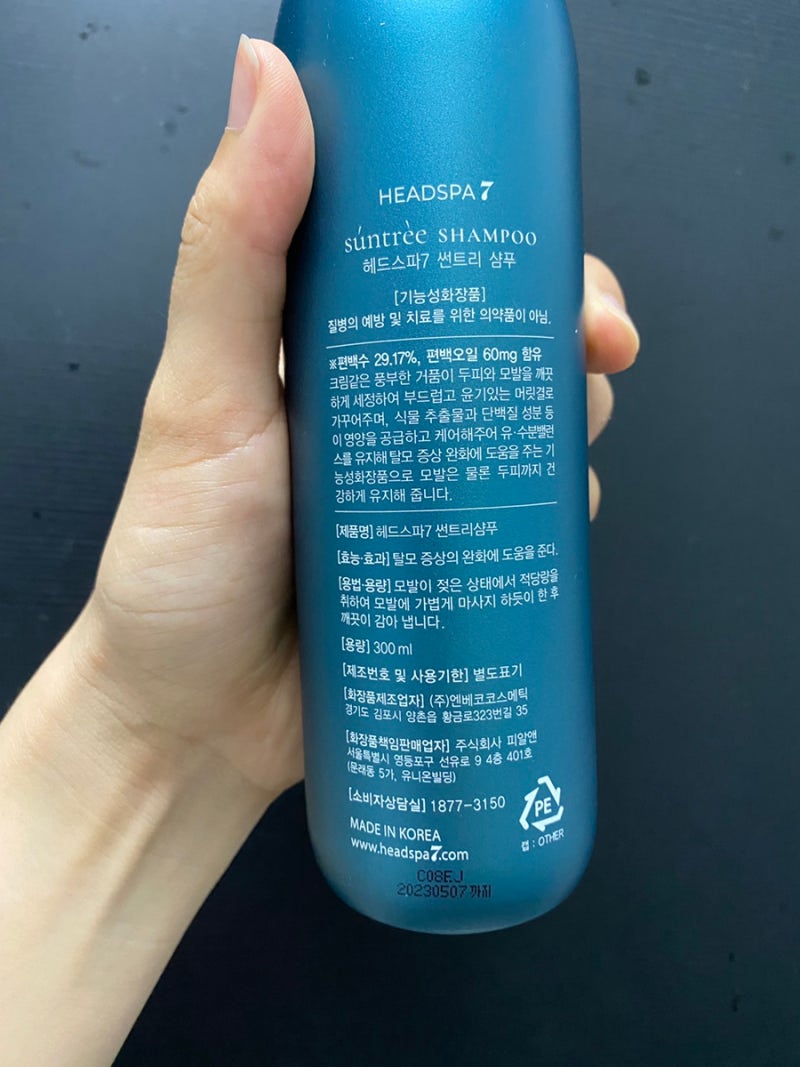 HEADSPA 7
súntrèe SHAMPOO
헤드스파7 썬트리 샴푸
[기능성화장품]
질병의 예방 및 치료를 위한 의약품이 아님.
※편백수 29.17%, 편백오일 60mg 함유
크림같은 풍부한 거품이 두피와 모발을 깨끗
하게 세정하여 부드럽고 윤기있는 머릿결로
가꾸어주며, 식물 추출물과 단백질 성분 등
이 영양을 공급하고 케어해주어 유·수분밸런
스를 유지해 탈모 증상 완화에 도움을 주는 기
능성화장품으로 모발은 물론 두피까지 건
강하게 유지해 줍니다.
[제품명] 헤드스파7 썬트리샴푸
[효능·효과] 탈모 증상의 완화에 도움을 준다.
[용법·용량] 모발이 젖은 상태에서 적당량을
취하여 모발에 가볍게 마사지 하듯이 한 후
깨끗이 감아 냅니다.
[용량] 300 ml
[제조번호 및 사용기한] 별도표기
[화장품제조업자] (주)엔베코코스메틱
경기도 김포시 양촌읍 황금로323번길 35
[화장품책임판매업자] 주식회사 피알앤
서울특별시 영등포구 선유로 9 4층 401호
(문래동 5가, 유니온빌딩)
[소비자상담실] 1877-3150
PE
캡 : OTHER
MADE IN KOREA
www.headspa7.com
C08EJ
20230507까지